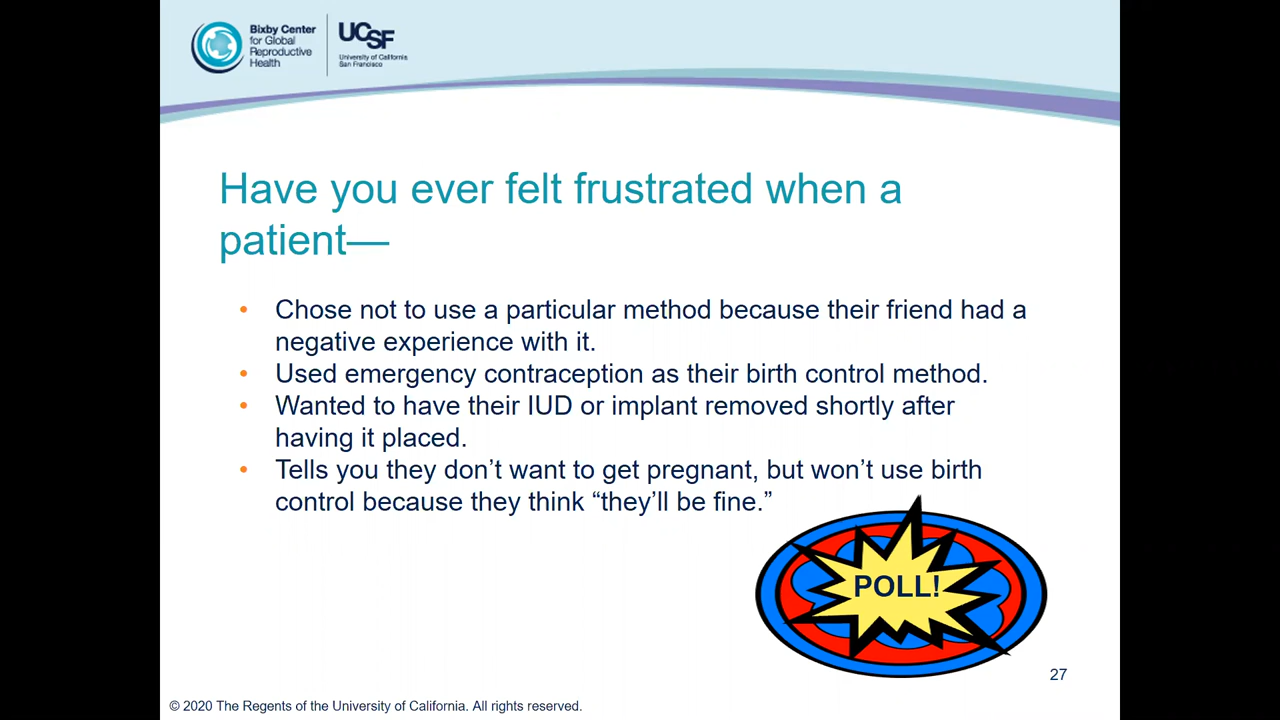 Bixby Center
for Global
Reproductive
Health
UCSF
University of California
San Francisco
Have you ever felt frustrated when a
patient—
• Chose not to use a particular method because their friend had a
negative experience with it.
• Used emergency contraception as their birth control method.
• Wanted to have their IUD or implant removed shortly after
having it placed.
• Tells you they don’t want to get pregnant, but won’t use birth
control because they think “they’ll be fine.”
POLL!
27
© 2020 The Regents of the University of California. All rights reserved.